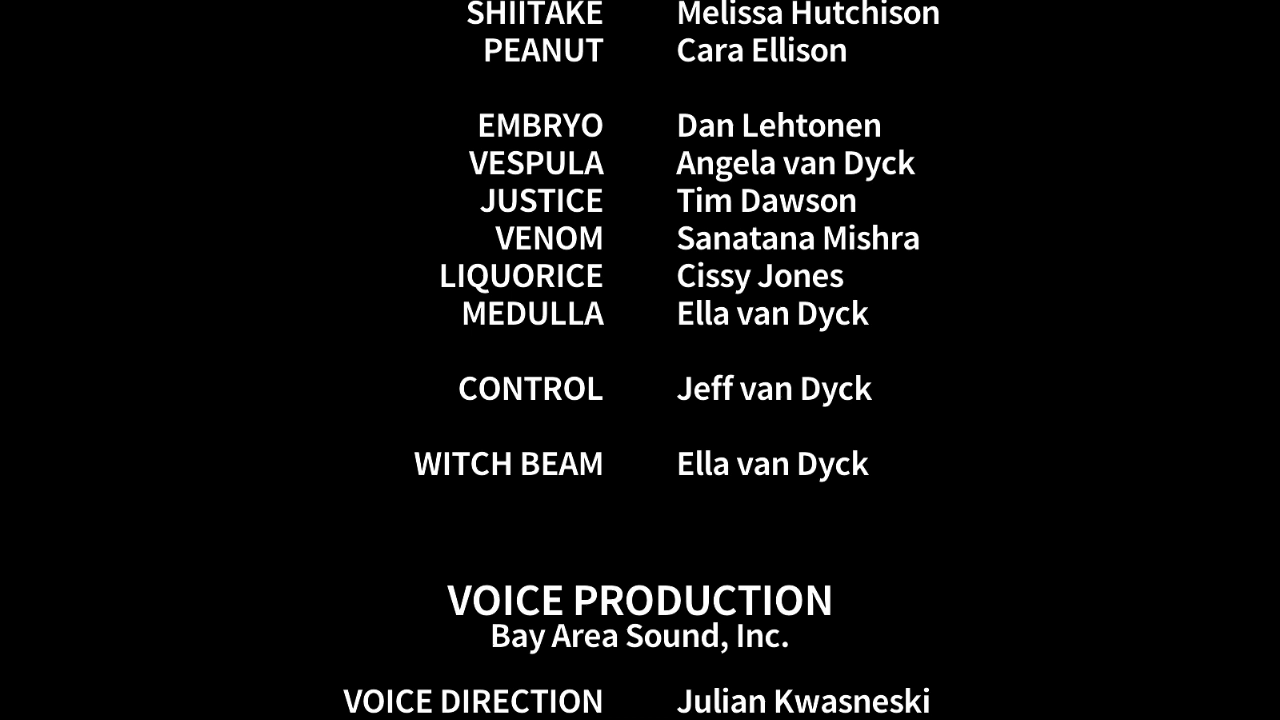 SHIITAKE Melissa Hutchison
PEANUT Cara Ellison
EMBRYO Dan Lehtonen
VESPULA Angela van Dyck
JUSTICE Tim Dawson
VENOM Sanatana Mishra
LIQUORICE Cissy Jones
MEDULLA Ella van Dyck
CONTROL Jeff van Dyck
WITCH BEAM Ella van Dyck
VOICE PRODUCTION
Bay Area Sound, Inc.
VOICE DIRECTION Julian Kwasneski